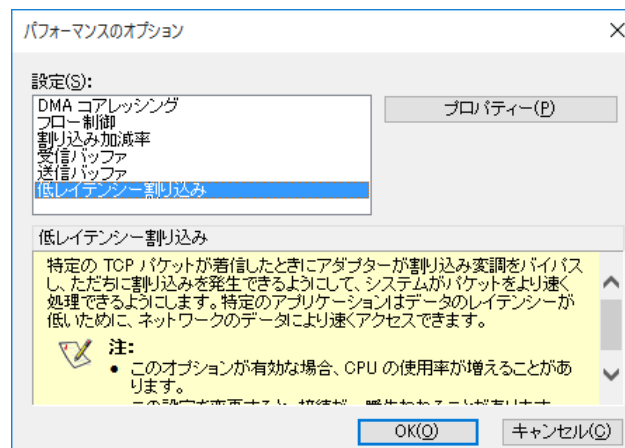 パフォーマンスのオプション
設定(S):
DMA コアレッシング
フロー制御
割り込み加減率
受信バッファ
送信バッファ
低レイテンシー割り込み
プロパティー(P)
低レイテンシー割り込み
特定の TCP パケットが着信したときにアダプターが割り込み変調をバイパス
し、ただちに割り込みを発生できるようにして、システムがパケットをより速く
処理できるようにします。特定のアプリケーションはデータのレイテンシーが
低いために、ネットワークのデータにより速くアクセスできます。
注:
• このオプションが有効な場合、CPU の使用率が増えることがあ
ります。
OK(O)
キャンセル(C)